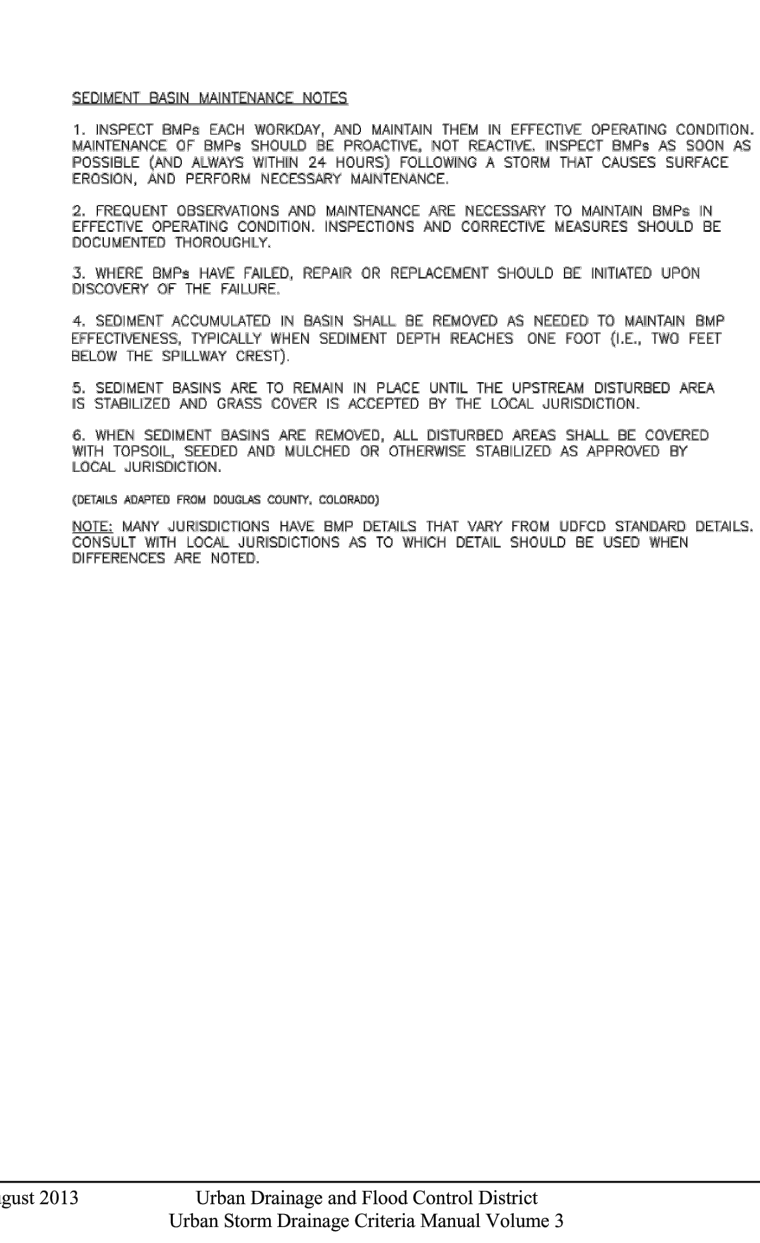 SEDIMENT BASIN MAINTENANCE NOTES
1. INSPECT BMPs EACH WORKDAY, AND MAINTAIN THEM IN EFFECTIVE OPERATING CONDITION.
MAINTENANCE OF BMPs SHOULD BE PROACTIVE, NOT REACTIVE. INSPECT BMPs AS SOON AS
POSSIBLE (AND ALWAYS WITHIN 24 HOURS) FOLLOWING A STORM THAT CAUSES SURFACE
EROSION, AND PERFORM NECESSARY MAINTENANCE.
2. FREQUENT OBSERVATIONS AND MAINTENANCE ARE NECESSARY TO MAINTAIN BMPs IN
EFFECTIVE OPERATING CONDITION. INSPECTIONS AND CORRECTIVE MEASURES SHOULD BE
DOCUMENTED THOROUGHLY.
3. WHERE BMPs HAVE FAILED, REPAIR OR REPLACEMENT SHOULD BE INITIATED UPON
DISCOVERY OF THE FAILURE.
4. SEDIMENT ACCUMULATED IN BASIN SHALL BE REMOVED AS NEEDED TO MAINTAIN BMP
EFFECTIVENESS, TYPICALLY WHEN SEDIMENT DEPTH REACHES ONE FOOT (I.E., TWO FEET
BELOW THE SPILLWAY CREST).
5. SEDIMENT BASINS ARE TO REMAIN IN PLACE UNTIL THE UPSTREAM DISTURBED AREA
IS STABILIZED AND GRASS COVER IS ACCEPTED BY THE LOCAL JURISDICTION.
6. WHEN SEDIMENT BASINS ARE REMOVED, ALL DISTURBED AREAS SHALL BE COVERED
WITH TOPSOIL, SEEDED AND MULCHED OR OTHERWISE STABILIZED AS APPROVED BY
LOCAL JURISDICTION.
(DETAILS ADAPTED FROM DOUGLAS COUNTY, COLORADO)
NOTE: MANY JURISDICTIONS HAVE BMP DETAILS THAT VARY FROM UDFCD STANDARD DETAILS.
CONSULT WITH LOCAL JURISDICTIONS AS TO WHICH DETAIL SHOULD BE USED WHEN
DIFFERENCES ARE NOTED.
gust 2013 Urban Drainage and Flood Control District
Urban Storm Drainage Criteria Manual Volume 3